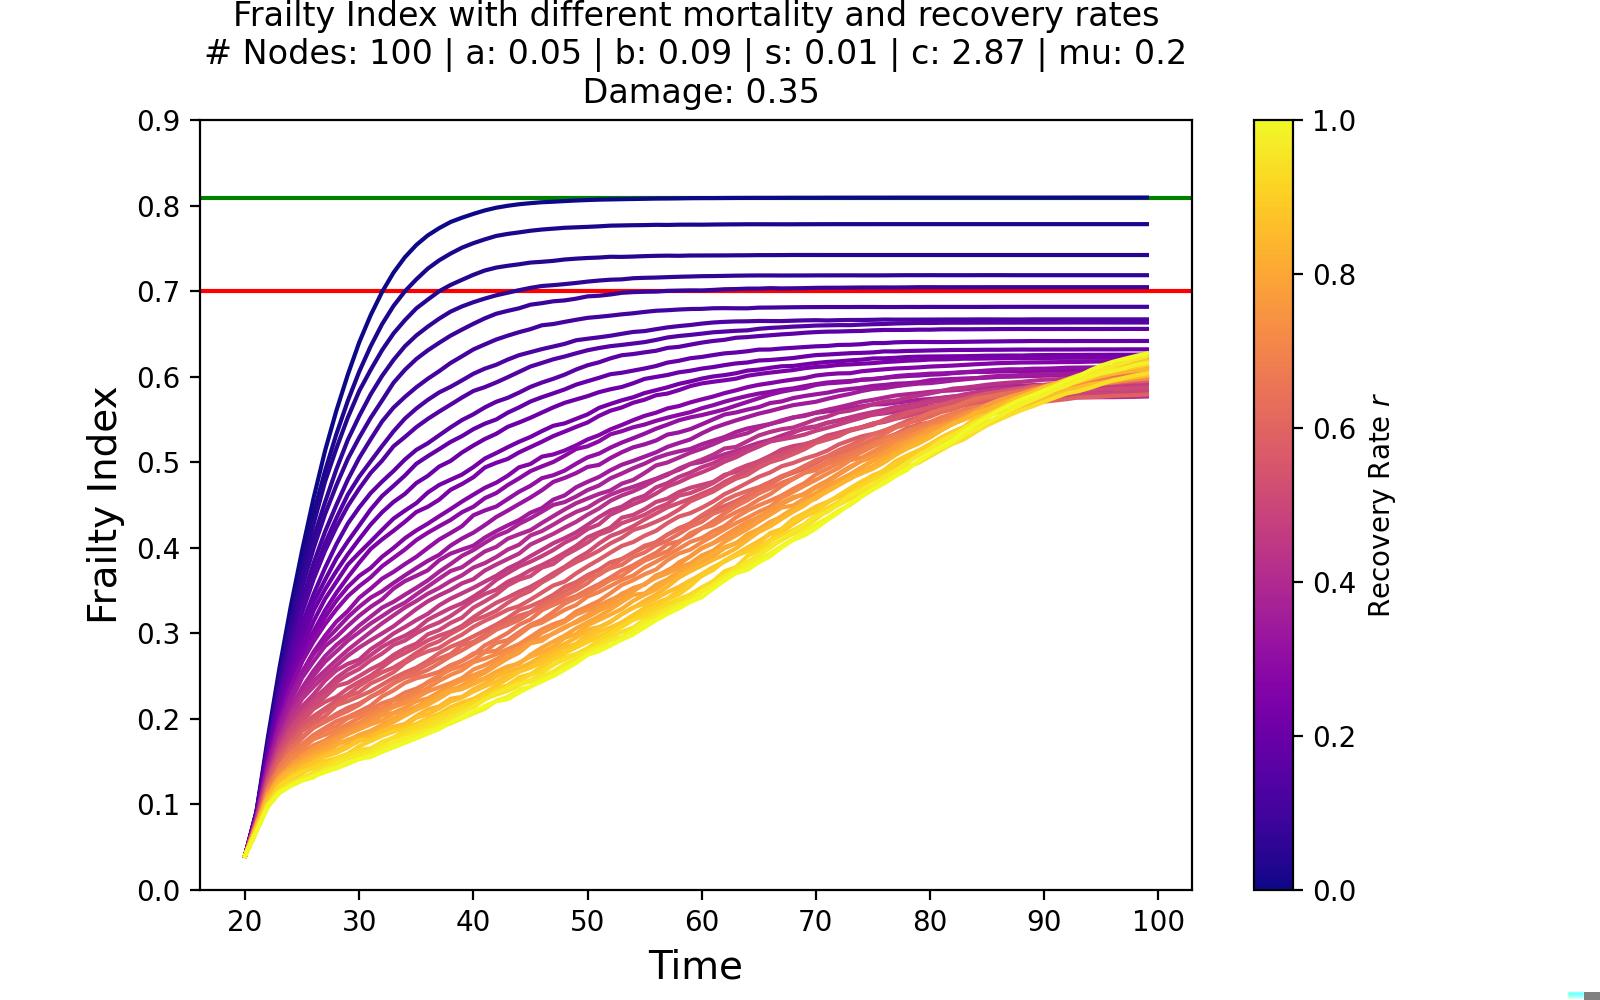 Frailty Index with different mortality and recovery rates
# Nodes: 100 | a: 0.05 | b: 0.09 | s: 0.01 | c: 2.87 | mu: 0.2
Damage: 0.35
0.9
0.8
0.7
0.6
0.5
0.4
0.3
0.2
0.1
0.0
Frailty Index
20 30 40 50 60 70 80 90 100
Time
1.0
0.8
0.6
0.4
0.2
0.0
Recovery Rate r